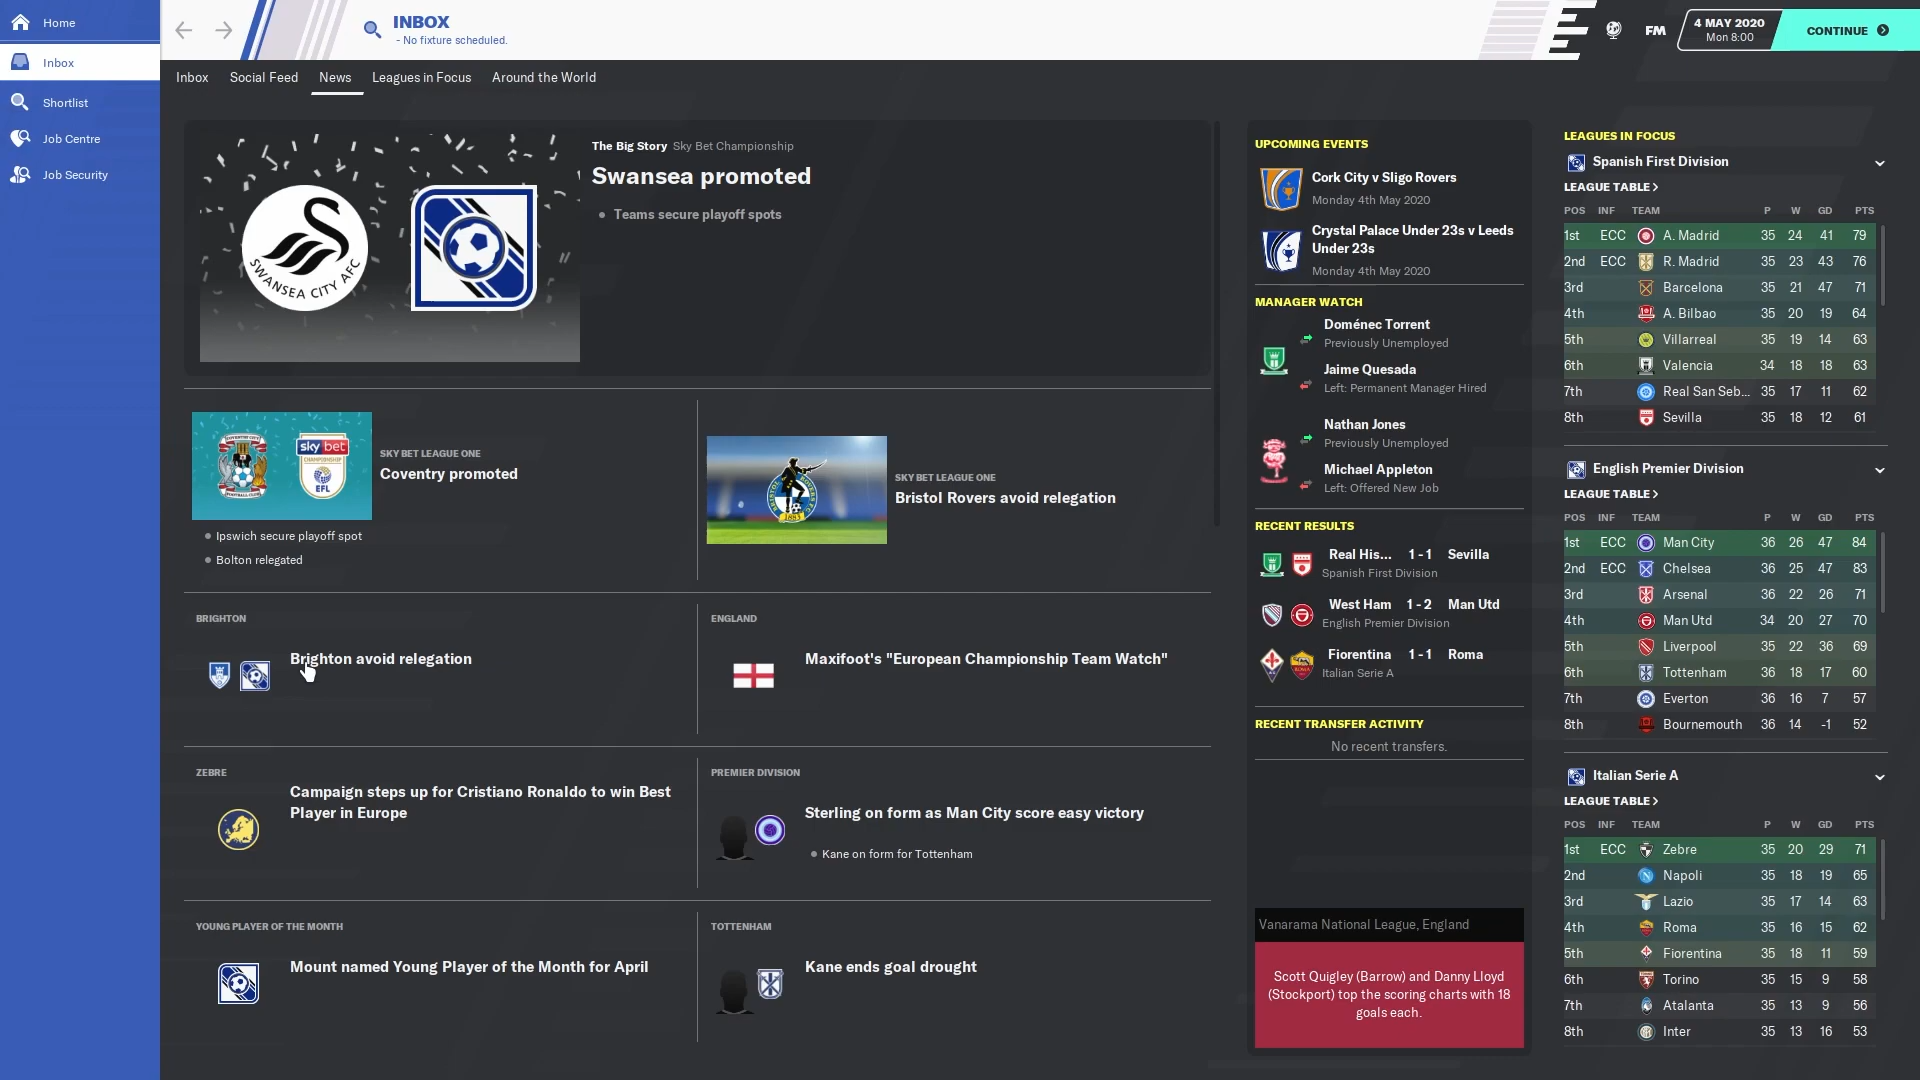 Home
Inbox
Shortlist
Job Centre
Job Security
INBOX
- No fixture scheduled.
FM
4 MAY 2020
Mon 8:00
CONTINUE
Inbox Social Feed News Leagues in Focus Around the World
SWANSEA CITY AFC
The Big Story Sky Bet Championship
Swansea promoted
Teams secure playoff spots
COVENTRY CITY
FOOTBALL CLUB
sky bet
CHAMPIONSHIP
EFL
SKY BET LEAGUE ONE
Coventry promoted
Ipswich secure playoff spot
Bolton relegated
1883
SKY BET LEAGUE ONE
Bristol Rovers avoid relegation
BRIGHTON
Brighton avoid relegation
ENGLAND
Maxifoot's "European Championship Team Watch"
ZEBRE
Campaign steps up for Cristiano Ronaldo to win Best
Player in Europe
PREMIER DIVISION
Sterling on form as Man City score easy victory
Kane on form for Tottenham
YOUNG PLAYER OF THE MONTH
Mount named Young Player of the Month for April
TOTTENHAM
Kane ends goal drought
UPCOMING EVENTS
Cork City v Sligo Rovers
Monday 4th May 2020
Crystal Palace Under 23s v Leeds
Under 23s
Monday 4th May 2020
MANAGER WATCH
Doménec Torrent
Previously Unemployed
Jaime Quesada
Left: Permanent Manager Hired
Nathan Jones
Previously Unemployed
Michael Appleton
Left: Offered New Job
RECENT RESULTS
Real His... 1 - 1 Sevilla
Spanish First Division
West Ham 1 - 2 Man Utd
English Premier Division
Fiorentina 1 - 1 Roma
Italian Serie A
RECENT TRANSFER ACTIVITY
No recent transfers.
Vanarama National League, England
Scott Quigley (Barrow) and Danny Lloyd
(Stockport) top the scoring charts with 18
goals each.
LEAGUES IN FOCUS
Spanish First Division
LEAGUE TABLE >
POS INF TEAM P W GD PTS
1st ECC A. Madrid 35 24 41 79
2nd ECC R. Madrid 35 23 43 76
3rd Barcelona 35 21 47 71
4th A. Bilbao 35 20 19 64
5th Villarreal 35 19 14 63
6th Valencia 34 18 18 63
7th Real San Seb... 35 17 11 62
8th Sevilla 35 18 12 61
English Premier Division
LEAGUE TABLE >
POS INF TEAM P W GD PTS
1st ECC Man City 36 26 47 84
2nd ECC Chelsea 36 25 47 83
3rd Arsenal 36 22 26 71
4th Man Utd 34 20 27 70
5th Liverpool 35 22 36 69
6th Tottenham 36 18 17 60
7th Everton 36 16 7 57
8th Bournemouth 36 14 -1 52
Italian Serie A
LEAGUE TABLE >
POS INF TEAM P W GD PTS
1st ECC Zebre 35 20 29 71
2nd Napoli 35 18 19 65
3rd Lazio 35 17 14 63
4th Roma 35 16 15 62
5th Fiorentina 35 18 11 59
6th Torino 35 15 9 58
7th Atalanta 35 13 9 56
8th Inter 35 13 16 53